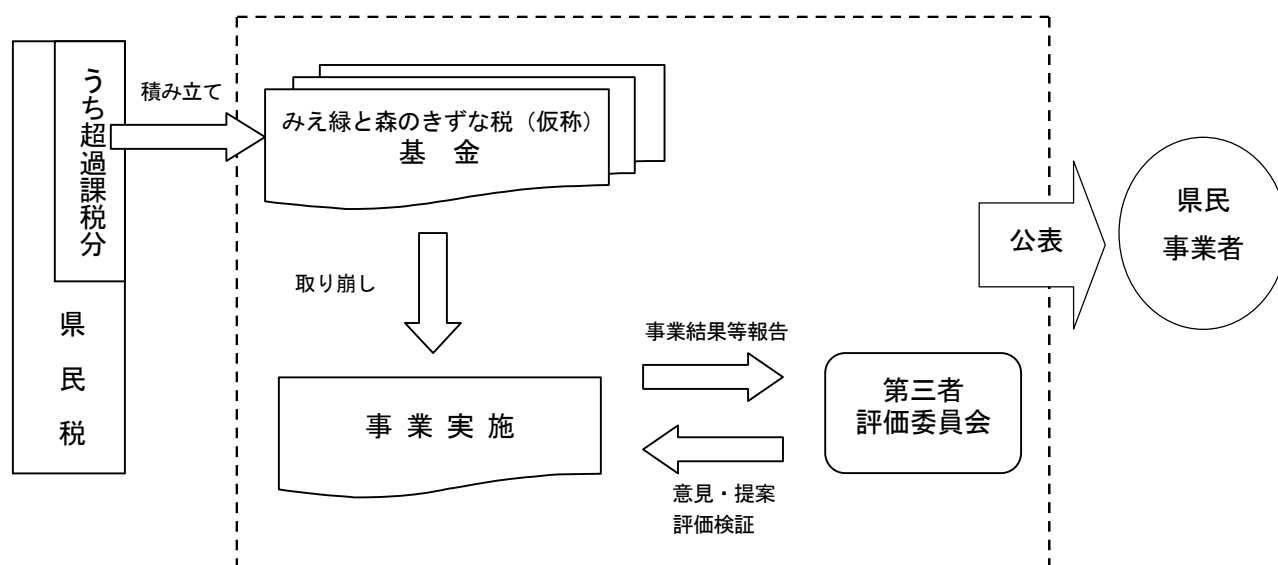 うち超過課税分
県民税
積み立て
みえ緑と森のきずな税（仮称）
基　金
取り崩し
事 業 実 施
事業結果等報告
意見・提案
評価検証
第三者
評価委員会
公表
県民
事業者